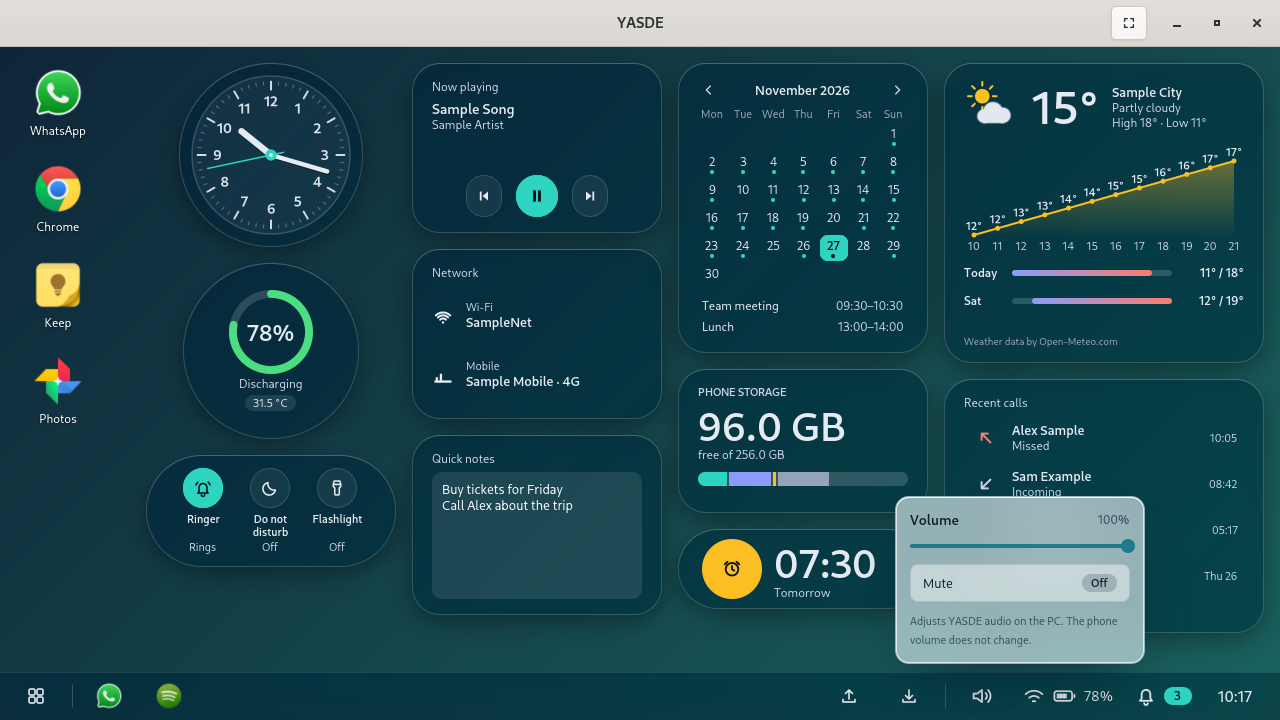 YASDE
WhatsApp
Chrome
Keep
Photos
12
1
2
3
4
5
6
7
8
9
10
11
78%
Discharging
31.5 °C
Ringer
Rings
Do not disturb
Off
Flashlight
Off
Now playing
Sample Song
Sample Artist
Network
Wi-Fi
SampleNet
Mobile
Sample Mobile · 4G
Quick notes
Buy tickets for Friday
Call Alex about the trip
November 2026
Mon Tue Wed Thu Fri Sat Sun
1
2 3 4 5 6 7 8
9 10 11 12 13 14 15
16 17 18 19 20 21 22
23 24 25 26 27 28 29
30
Team meeting 09:30–10:30
Lunch 13:00–14:00
PHONE STORAGE
96.0 GB
free of 256.0 GB
07:30
Tomorrow
15°
Sample City
Partly cloudy
High 18° · Low 11°
12° 12° 13° 13° 14° 14° 15° 15° 16° 16° 17° 17°
10 11 12 13 14 15 16 17 18 19 20 21
Today 11° / 18°
Sat 12° / 19°
Weather data by Open-Meteo.com
Recent calls
Alex Sample
Missed
10:05
Sam Example
Incoming
08:42
05:17
Thu 26
Volume 100%
Mute Off
Adjusts YASDE audio on the PC. The phone
volume does not change.
78%
3
10:17